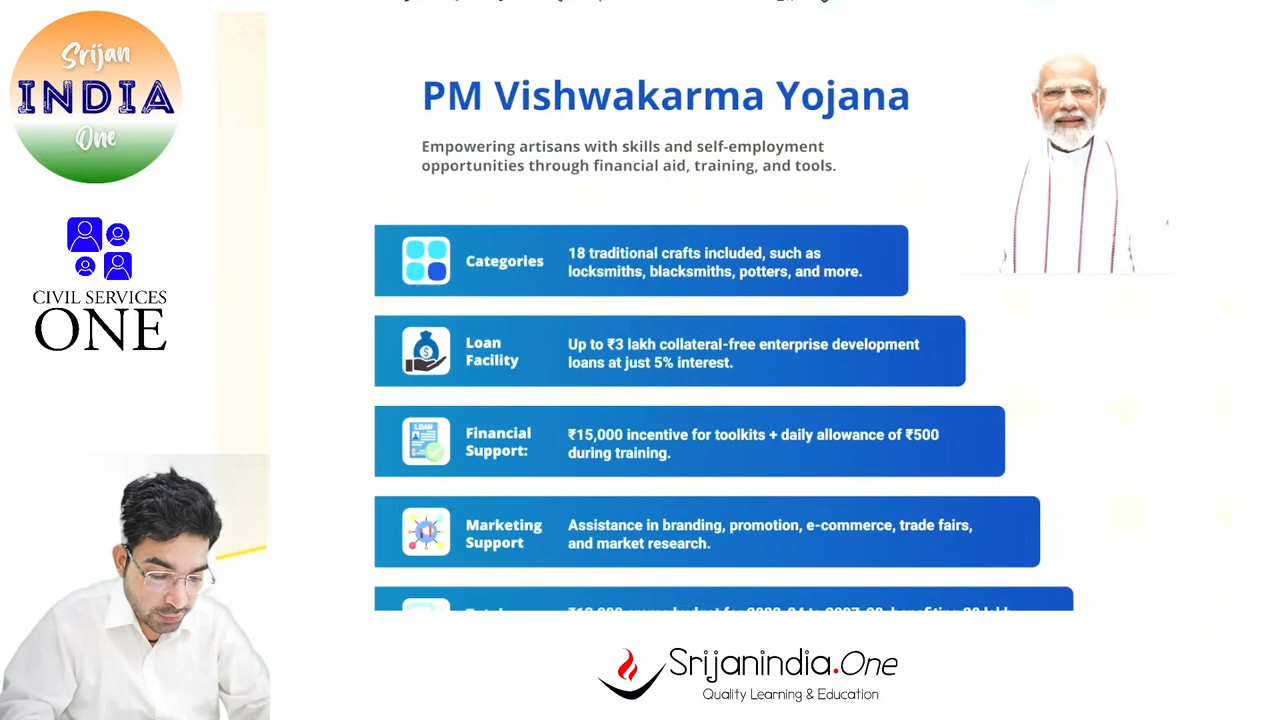 Srijan
INDIA
One
CIVIL SERVICES
ONE
PM Vishwakarma Yojana
Empowering artisans with skills and self-employment
opportunities through financial aid, training, and tools.
Categories
18 traditional crafts included, such as
locksmiths, blacksmiths, potters, and more.
Loan
Facility
Up to ₹3 lakh collateral-free enterprise development
loans at just 5% interest.
LOAN
Financial
Support:
₹15,000 incentive for toolkits + daily allowance of ₹500
during training.
Marketing
Support
Assistance in branding, promotion, e-commerce, trade fairs,
and market research.
Srijanindia.One
Quality Learning & Education